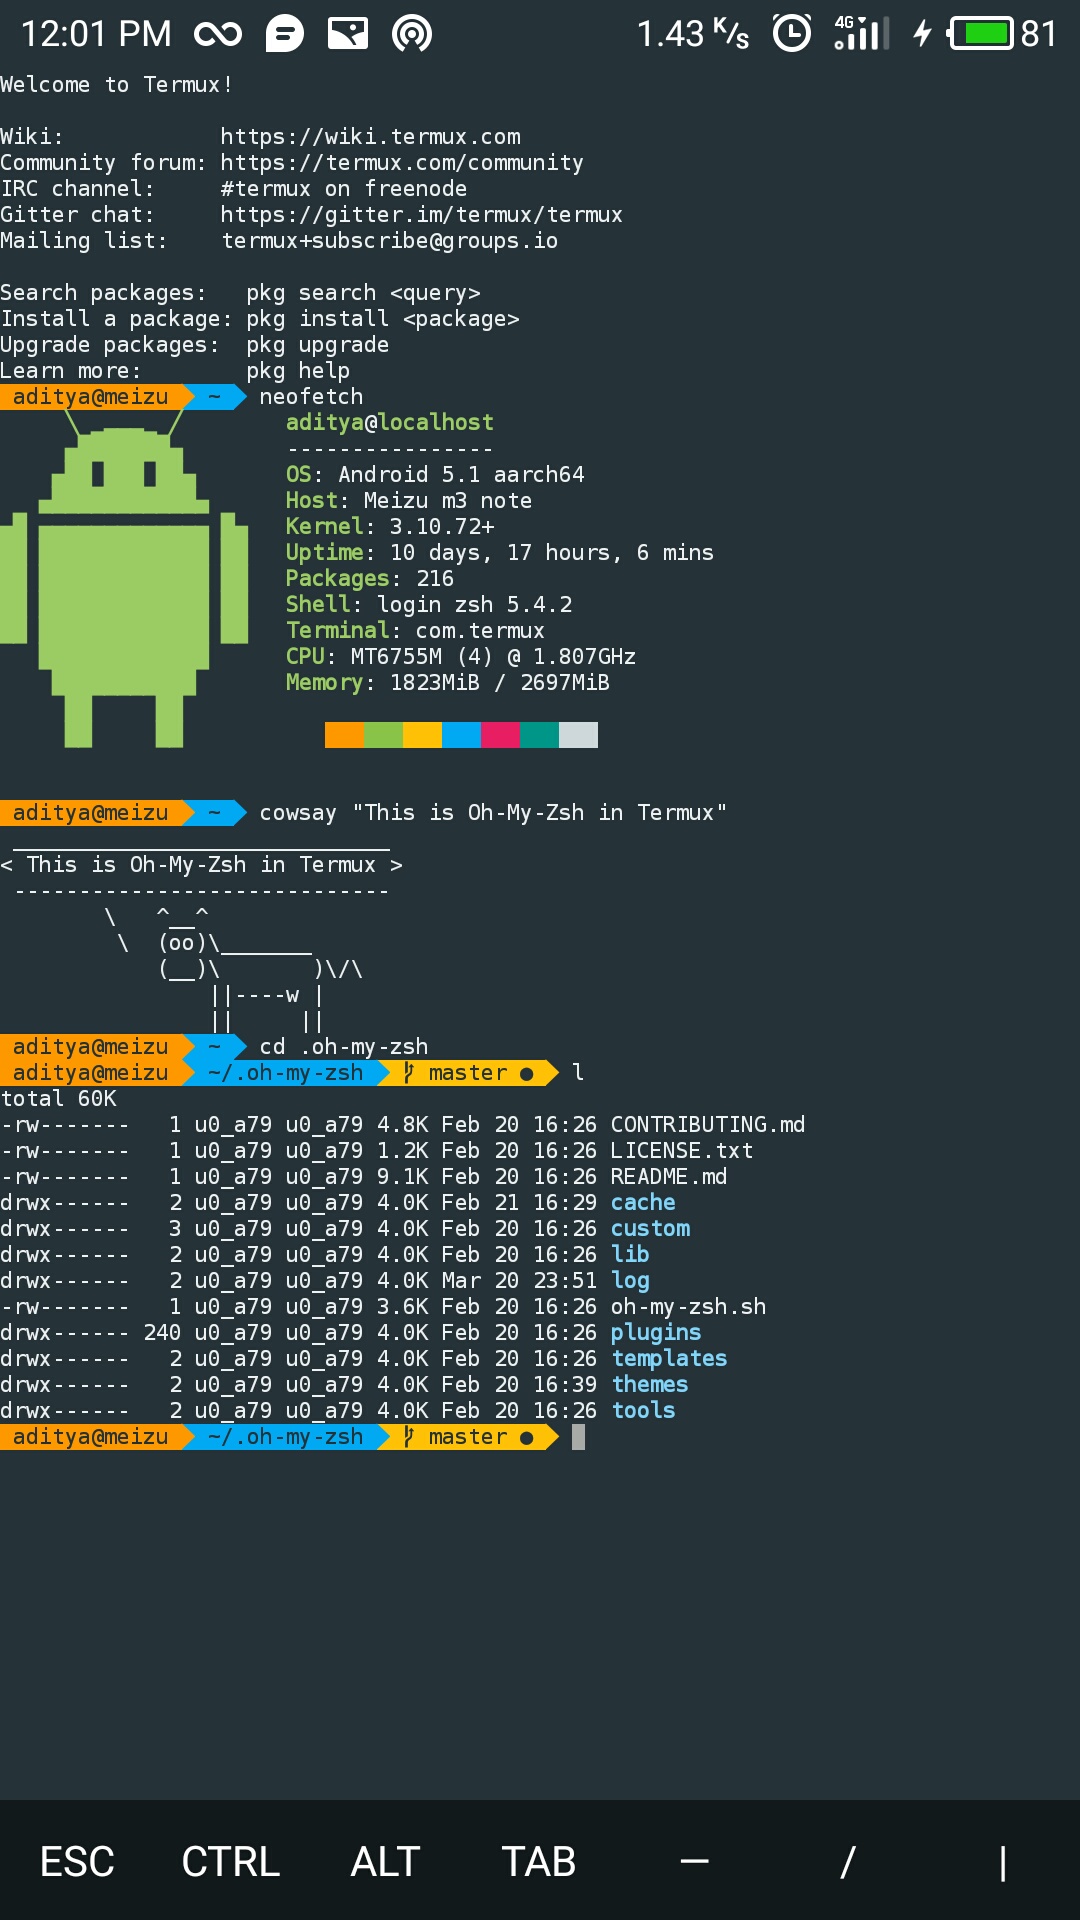 12:01 PM 1.43 K/s 4G 81
Welcome to Termux!
Wiki:            https://wiki.termux.com
Community forum: https://termux.com/community
IRC channel:     #termux on freenode
Gitter chat:     https://gitter.im/termux/termux
Mailing list:    termux+subscribe@groups.io
Search packages:   pkg search <query>
Install a package: pkg install <package>
Upgrade packages:  pkg upgrade
Learn more:        pkg help
aditya@meizu ~ neofetch
aditya@localhost
----------------
OS: Android 5.1 aarch64
Host: Meizu m3 note
Kernel: 3.10.72+
Uptime: 10 days, 17 hours, 6 mins
Packages: 216
Shell: login zsh 5.4.2
Terminal: com.termux
CPU: MT6755M (4) @ 1.807GHz
Memory: 1823MiB / 2697MiB
aditya@meizu ~ cowsay "This is Oh-My-Zsh in Termux"
 _____________________________
< This is Oh-My-Zsh in Termux >
 -----------------------------
        \   ^__^
         \  (oo)\_______
            (__)\       )\/\
                ||----w |
                ||     ||
aditya@meizu ~ cd .oh-my-zsh
aditya@meizu ~/.oh-my-zsh master ● l
total 60K
-rw-------   1 u0_a79 u0_a79 4.8K Feb 20 16:26 CONTRIBUTING.md
-rw-------   1 u0_a79 u0_a79 1.2K Feb 20 16:26 LICENSE.txt
-rw-------   1 u0_a79 u0_a79 9.1K Feb 20 16:26 README.md
drwx------   2 u0_a79 u0_a79 4.0K Feb 21 16:29 cache
drwx------   3 u0_a79 u0_a79 4.0K Feb 20 16:26 custom
drwx------   2 u0_a79 u0_a79 4.0K Feb 20 16:26 lib
drwx------   2 u0_a79 u0_a79 4.0K Mar 20 23:51 log
-rw-------   1 u0_a79 u0_a79 3.6K Feb 20 16:26 oh-my-zsh.sh
drwx------ 240 u0_a79 u0_a79 4.0K Feb 20 16:26 plugins
drwx------   2 u0_a79 u0_a79 4.0K Feb 20 16:26 templates
drwx------   2 u0_a79 u0_a79 4.0K Feb 20 16:39 themes
drwx------   2 u0_a79 u0_a79 4.0K Feb 20 16:26 tools
aditya@meizu ~/.oh-my-zsh master ●
ESC CTRL ALT TAB — / |